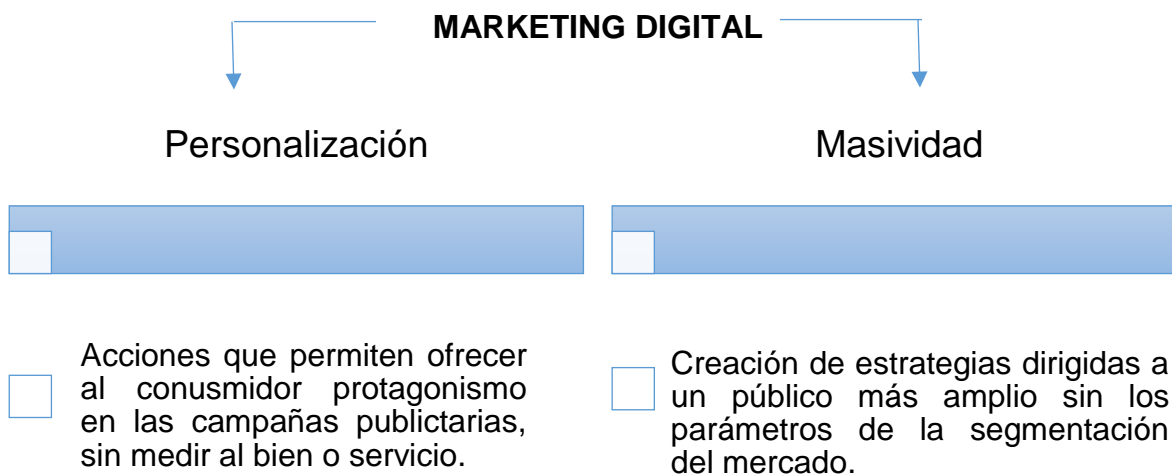 MARKETING DIGITAL
Personalización
Masividad
Acciones que permiten ofrecer
al conusmidor protagonismo
en las campañas publictarias,
sin medir al bien o servicio.
Creación de estrategias dirigidas a
un público más amplio sin los
parámetros de la segmentación
del mercado.